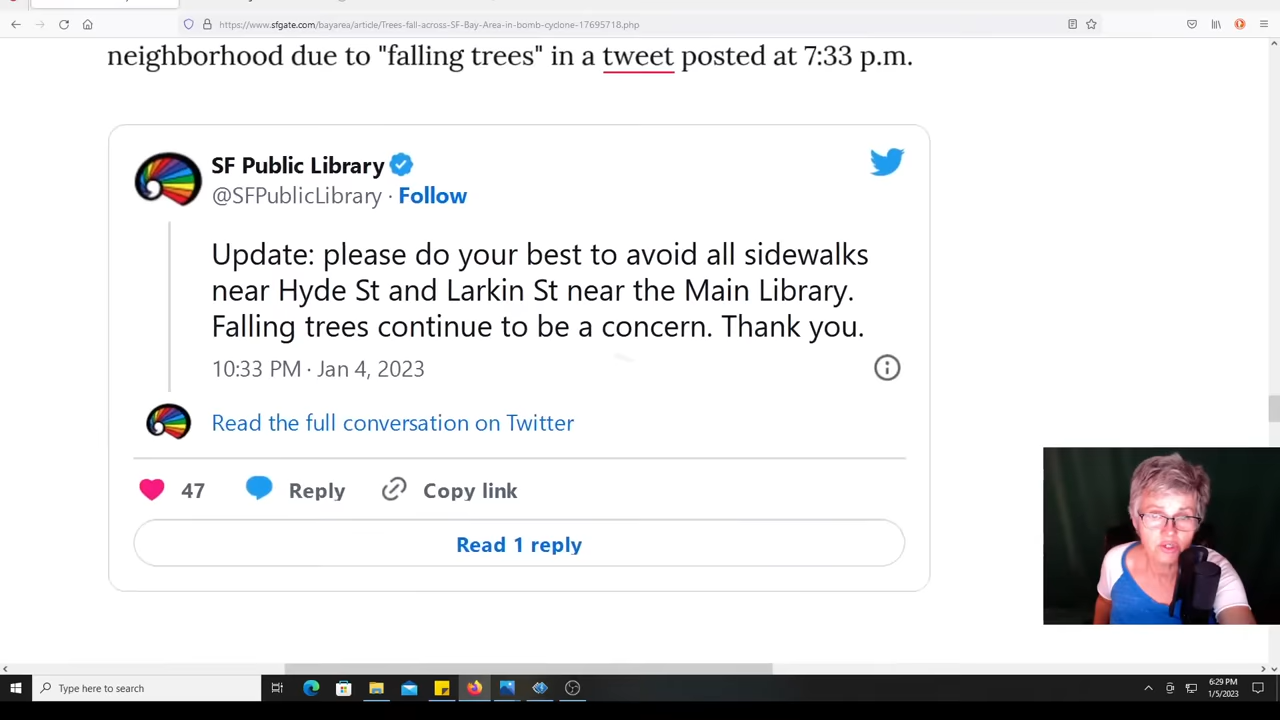 https://www.sfgate.com/bayarea/article/Trees-fall-across-SF-Bay-Area-in-bomb-cyclone-17695718.php
neighborhood due to "falling trees" in a tweet posted at 7:33 p.m.
SF Public Library
@SFPublicLibrary · Follow
Update: please do your best to avoid all sidewalks
near Hyde St and Larkin St near the Main Library.
Falling trees continue to be a concern. Thank you.
10:33 PM · Jan 4, 2023
Read the full conversation on Twitter
47 Reply Copy link
Read 1 reply
Type here to search
6:29 PM
1/5/2023